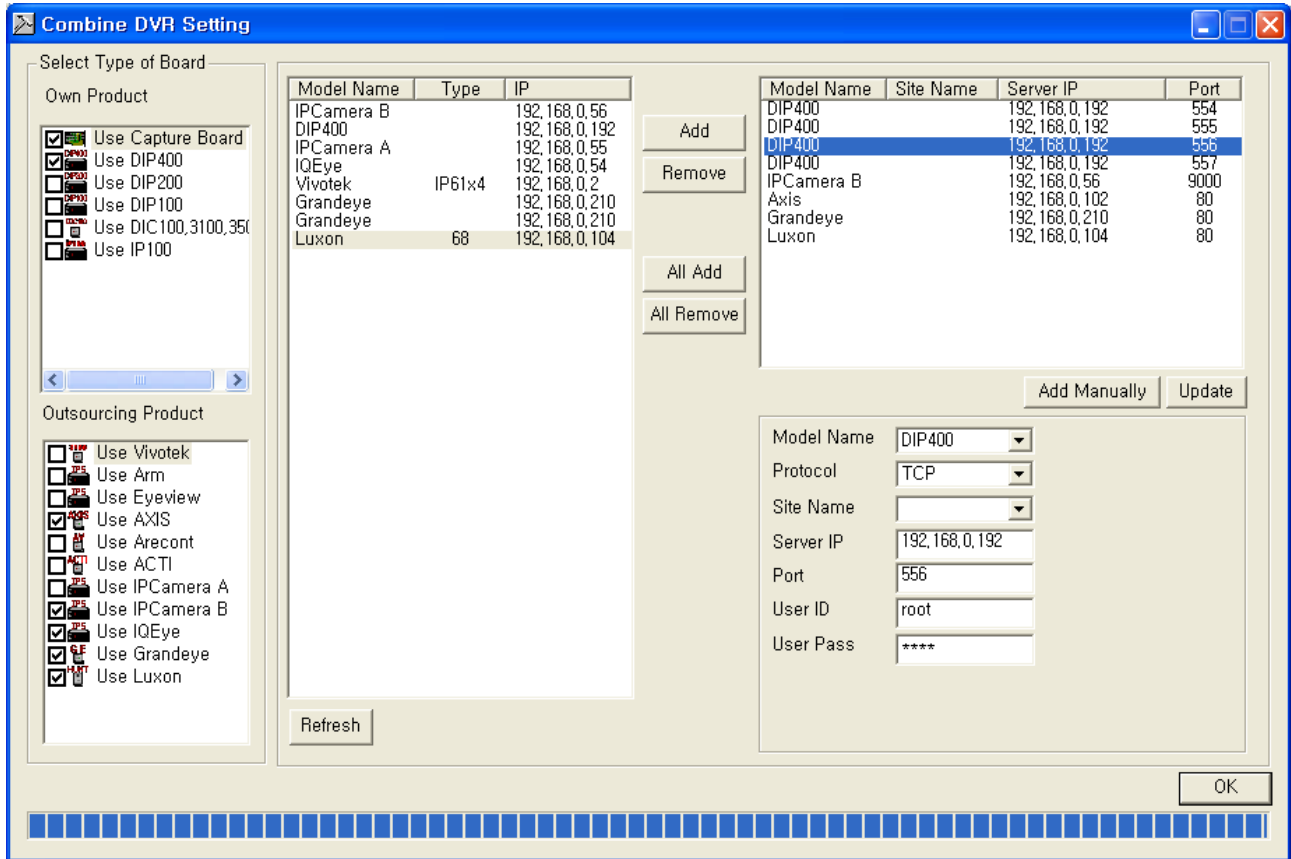 Combine DVR Setting
Select Type of Board
Own Product
Use Capture Board
Use DIP400
Use DIP200
Use DIP100
Use DIC100,3100,350
Use IP100
Outsourcing Product
Use Vivotek
Use Arm
Use Eyeview
Use AXIS
Use Arecont
Use ACTI
Use IPCamera A
Use IPCamera B
Use IQEye
Use Grandeye
Use Luxon
Model Name Type IP
IPCamera B 192,168,0,56
DIP400 192,168,0,192
IPCamera A 192,168,0,55
IQEye 192,168,0,54
Vivotek IP61x4 192,168,0,2
Grandeye 192,168,0,210
Grandeye 192,168,0,210
Luxon 68 192,168,0,104
Refresh
Add
Remove
All Add
All Remove
Model Name Site Name Server IP Port
DIP400 192,168,0,192 554
DIP400 192,168,0,192 555
DIP400 192,168,0,192 556
DIP400 192,168,0,192 557
IPCamera B 192,168,0,56 9000
Axis 192,168,0,102 80
Grandeye 192,168,0,210 80
Luxon 192,168,0,104 80
Add Manually Update
Model Name DIP400
Protocol TCP
Site Name
Server IP 192,168,0,192
Port 556
User ID root
User Pass ****
OK